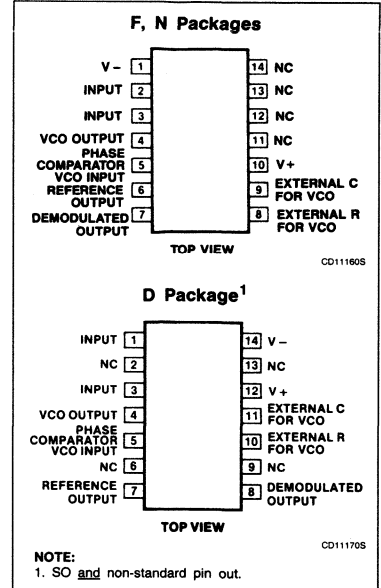 F, N Packages
V – 1
14 NC
INPUT 2
13 NC
INPUT 3
12 NC
VCO OUTPUT 4
11 NC
PHASE
COMPARATOR 5
VCO INPUT
10 V+
REFERENCE 6
OUTPUT
9 EXTERNAL C
FOR VCO
DEMODULATED 7
OUTPUT
8 EXTERNAL R
FOR VCO
TOP VIEW
CD11160S
D Package1
INPUT 1
14 V –
NC 2
13 NC
INPUT 3
12 V +
VCO OUTPUT 4
11 EXTERNAL C
FOR VCO
PHASE
COMPARATOR 5
VCO INPUT
10 EXTERNAL R
FOR VCO
NC 6
9 NC
REFERENCE 7
OUTPUT
8 DEMODULATED
OUTPUT
TOP VIEW
CD11170S
NOTE:
1. SO and non-standard pin out.